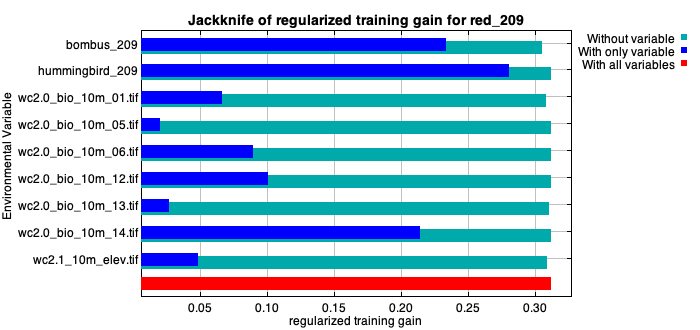 Jackknife of regularized training gain for red_209
Without variable
With only variable
With all variables
Environmental Variable
bombus_209
hummingbird_209
wc2.0_bio_10m_01.tif
wc2.0_bio_10m_05.tif
wc2.0_bio_10m_06.tif
wc2.0_bio_10m_12.tif
wc2.0_bio_10m_13.tif
wc2.0_bio_10m_14.tif
wc2.1_10m_elev.tif
0.05 0.10 0.15 0.20 0.25 0.30
regularized training gain